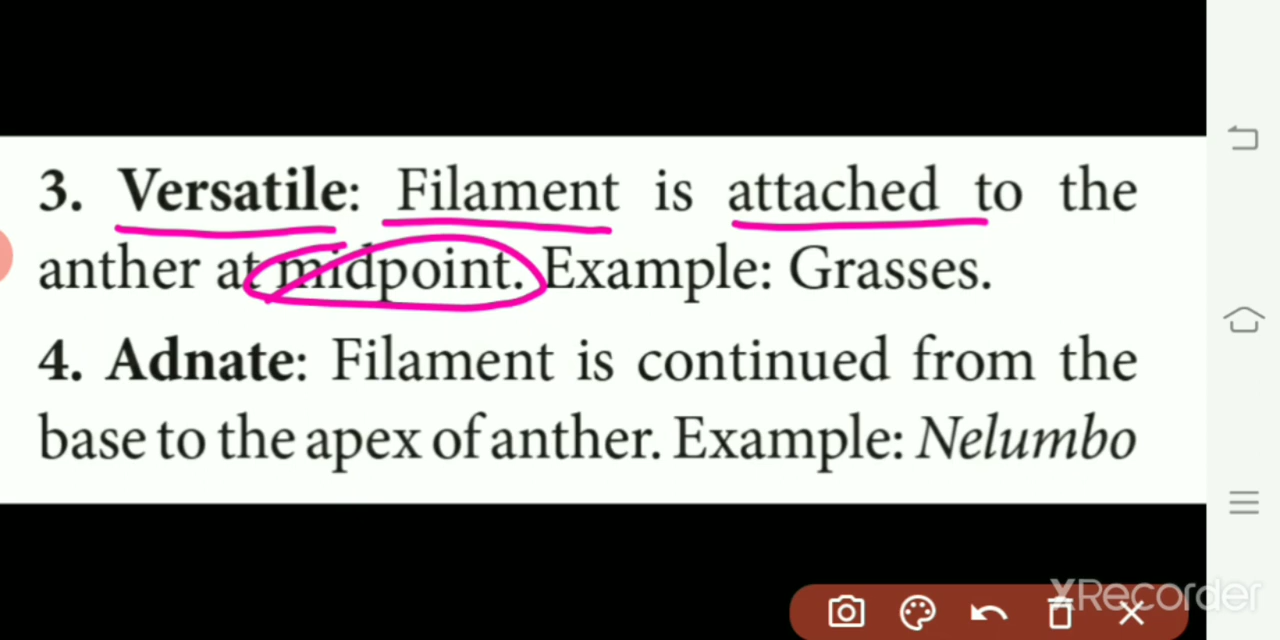 3. Versatile: Filament is attached to the
anther at midpoint. Example: Grasses.
4. Adnate: Filament is continued from the
base to the apex of anther. Example: Nelumbo
XRecorder